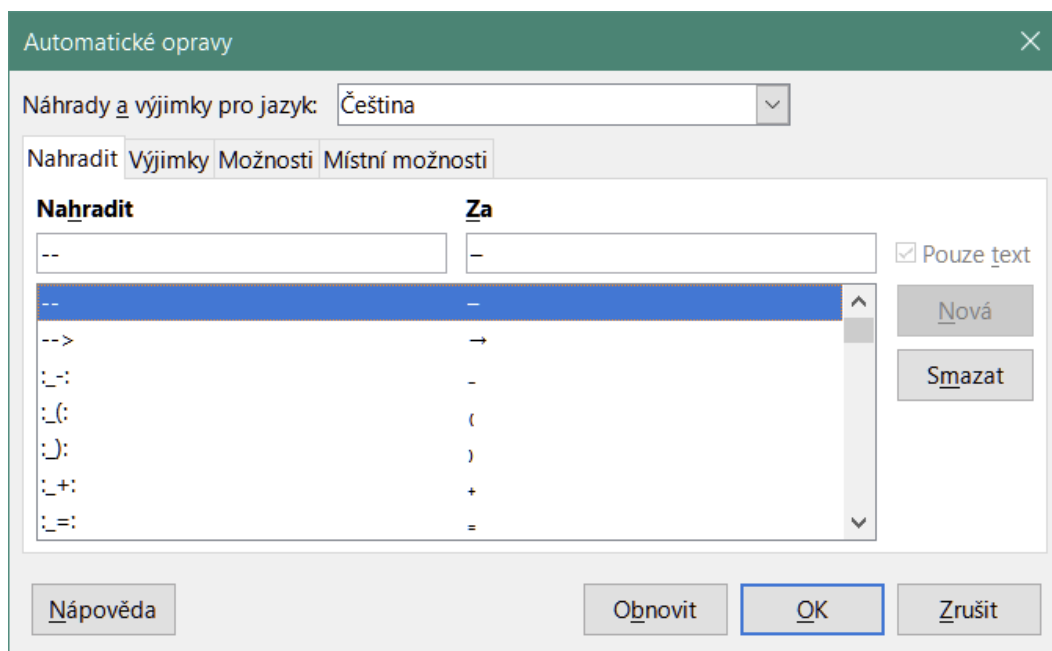 Automatické opravy
Náhrady a výjimky pro jazyk: Čeština
Nahradit Výjimky Možnosti Místní možnosti
Nahradit Za
-- – Pouze text
-- –
--> →
:_-: ₋
:_(: ₍
:_): ₎
:_+: ₊
:_=: ₌
Nová
Smazat
Nápověda Obnovit OK Zrušit